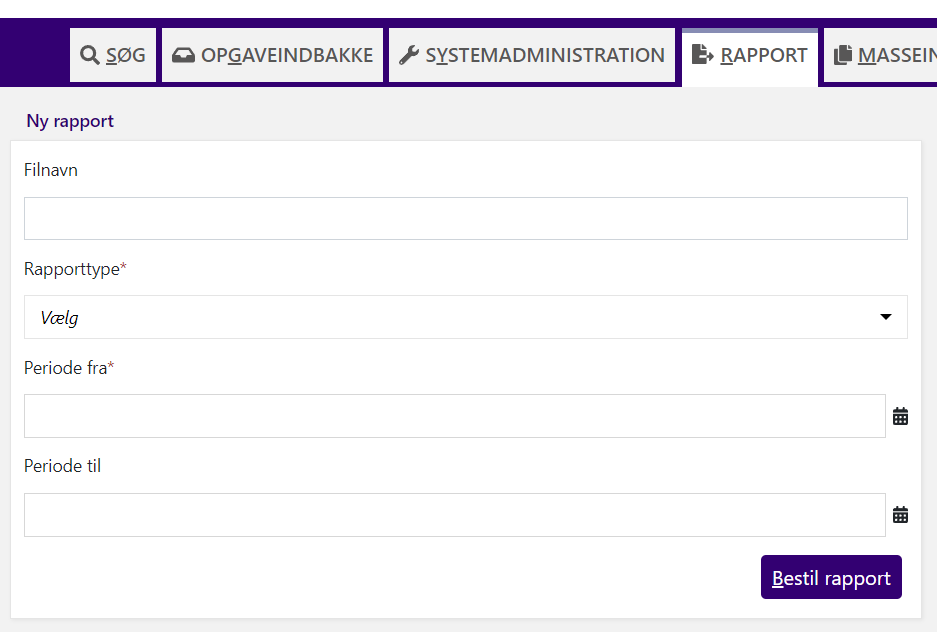 SØG OPGAVEINDBAKKE SYSTEMADMINISTRATION RAPPORT MASSEIN
Ny rapport
Filnavn
Rapporttype*
Vælg
Periode fra*
Periode til
Bestil rapport